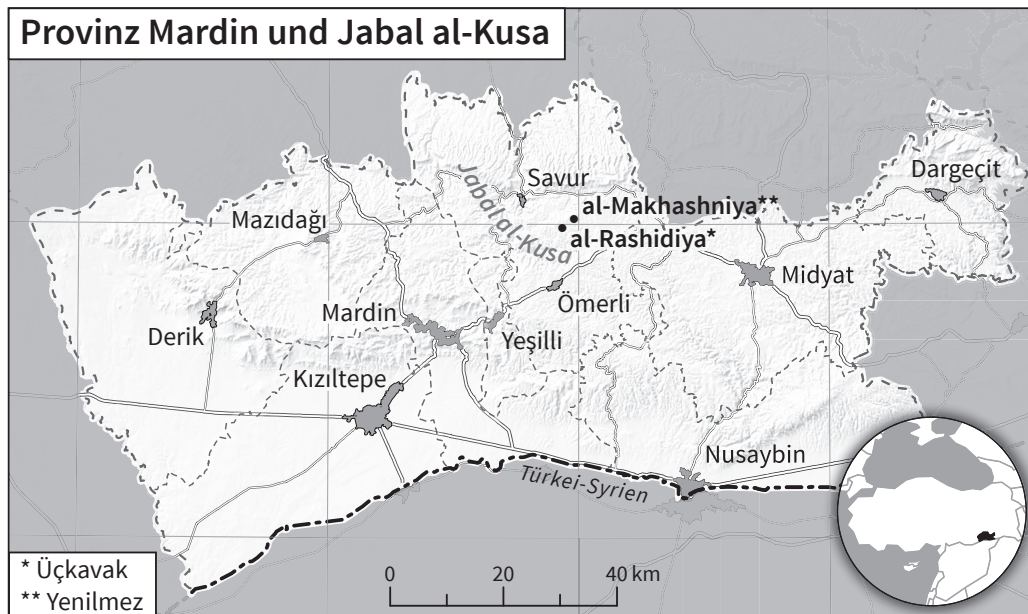 Provinz Mardin und Jabal al-Kusa
Dargeçit
Savur
Jabal al-Kusa
al-Makhashniya**
Mazıdağı
al-Rashidiya*
Midyat
Ömerli
Mardin
Derik
Yeşilli
Kızıltepe
Nusaybin
Türkei-Syrien
* Üçkavak
** Yenilmez
0 20 40 km